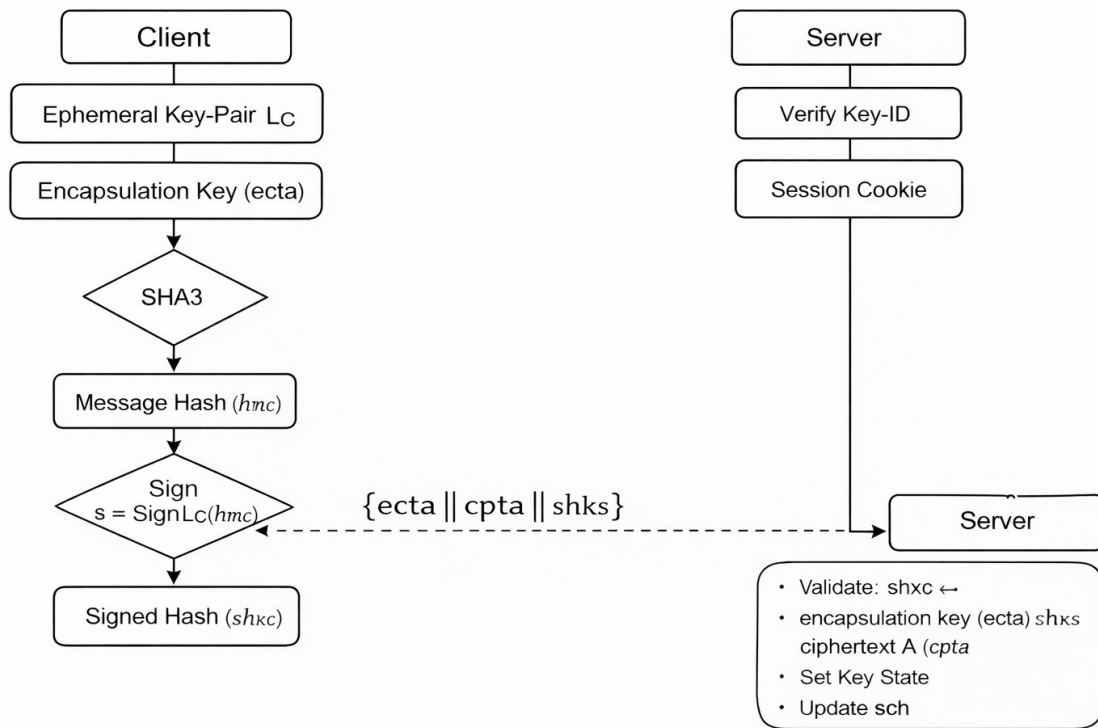 Client
Ephemeral Key-Pair LC
Encapsulation Key (ecta)
SHA3
Message Hash (hmc)
Sign
s = SignLC(hmc)
Signed Hash (shκc)
{ecta || cpta || shks}
Server
Verify Key-ID
Session Cookie
Server
• Validate: shxc ↔
• encapsulation key (ecta) shκs
ciphertext A (cpta
• Set Key State
• Update sch